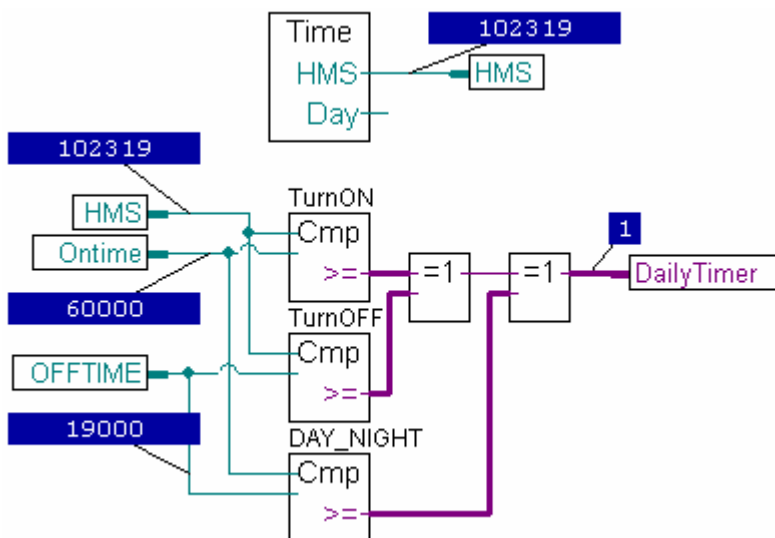 Time
102319
HMS
HMS
Day
102319
TurnON
HMS
Cmp
Ontime
>=
=1
=1
1
DailyTimer
60000
TurnOFF
Cmp
OFFTIME
>=
19000
DAY_NIGHT
Cmp
>=